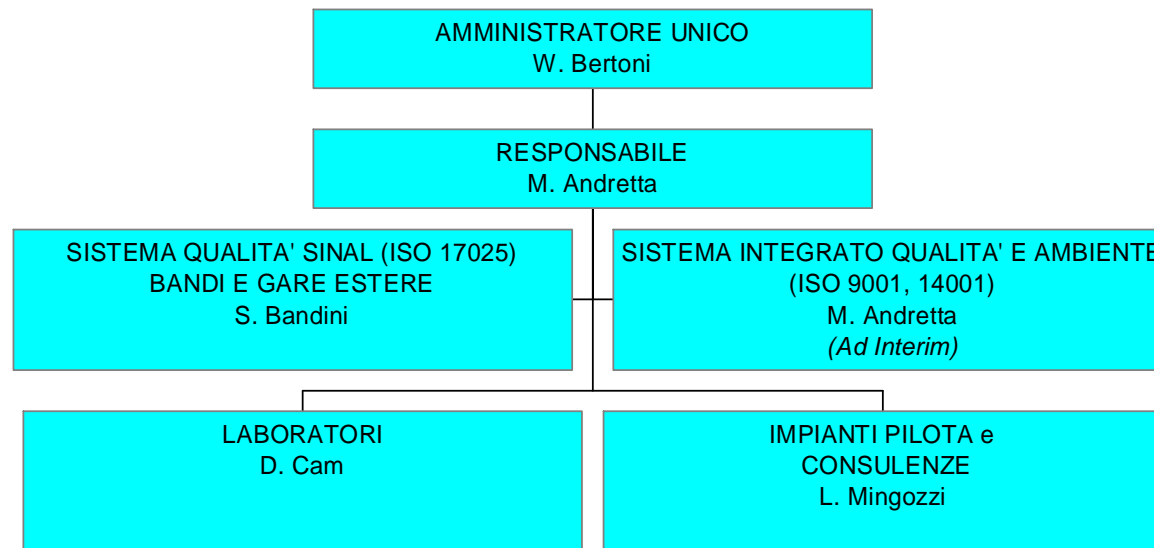 AMMINISTRATORE UNICO
W. Bertoni
RESPONSABILE
M. Andretta
SISTEMA QUALITA' SINAL (ISO 17025)
BANDI E GARE ESTERE
S. Bandini
SISTEMA INTEGRATO QUALITA' E AMBIENTE
(ISO 9001, 14001)
M. Andretta
(Ad Interim)
LABORATORI
D. Cam
IMPIANTI PILOTA e
CONSULENZE
L. Mingozzi